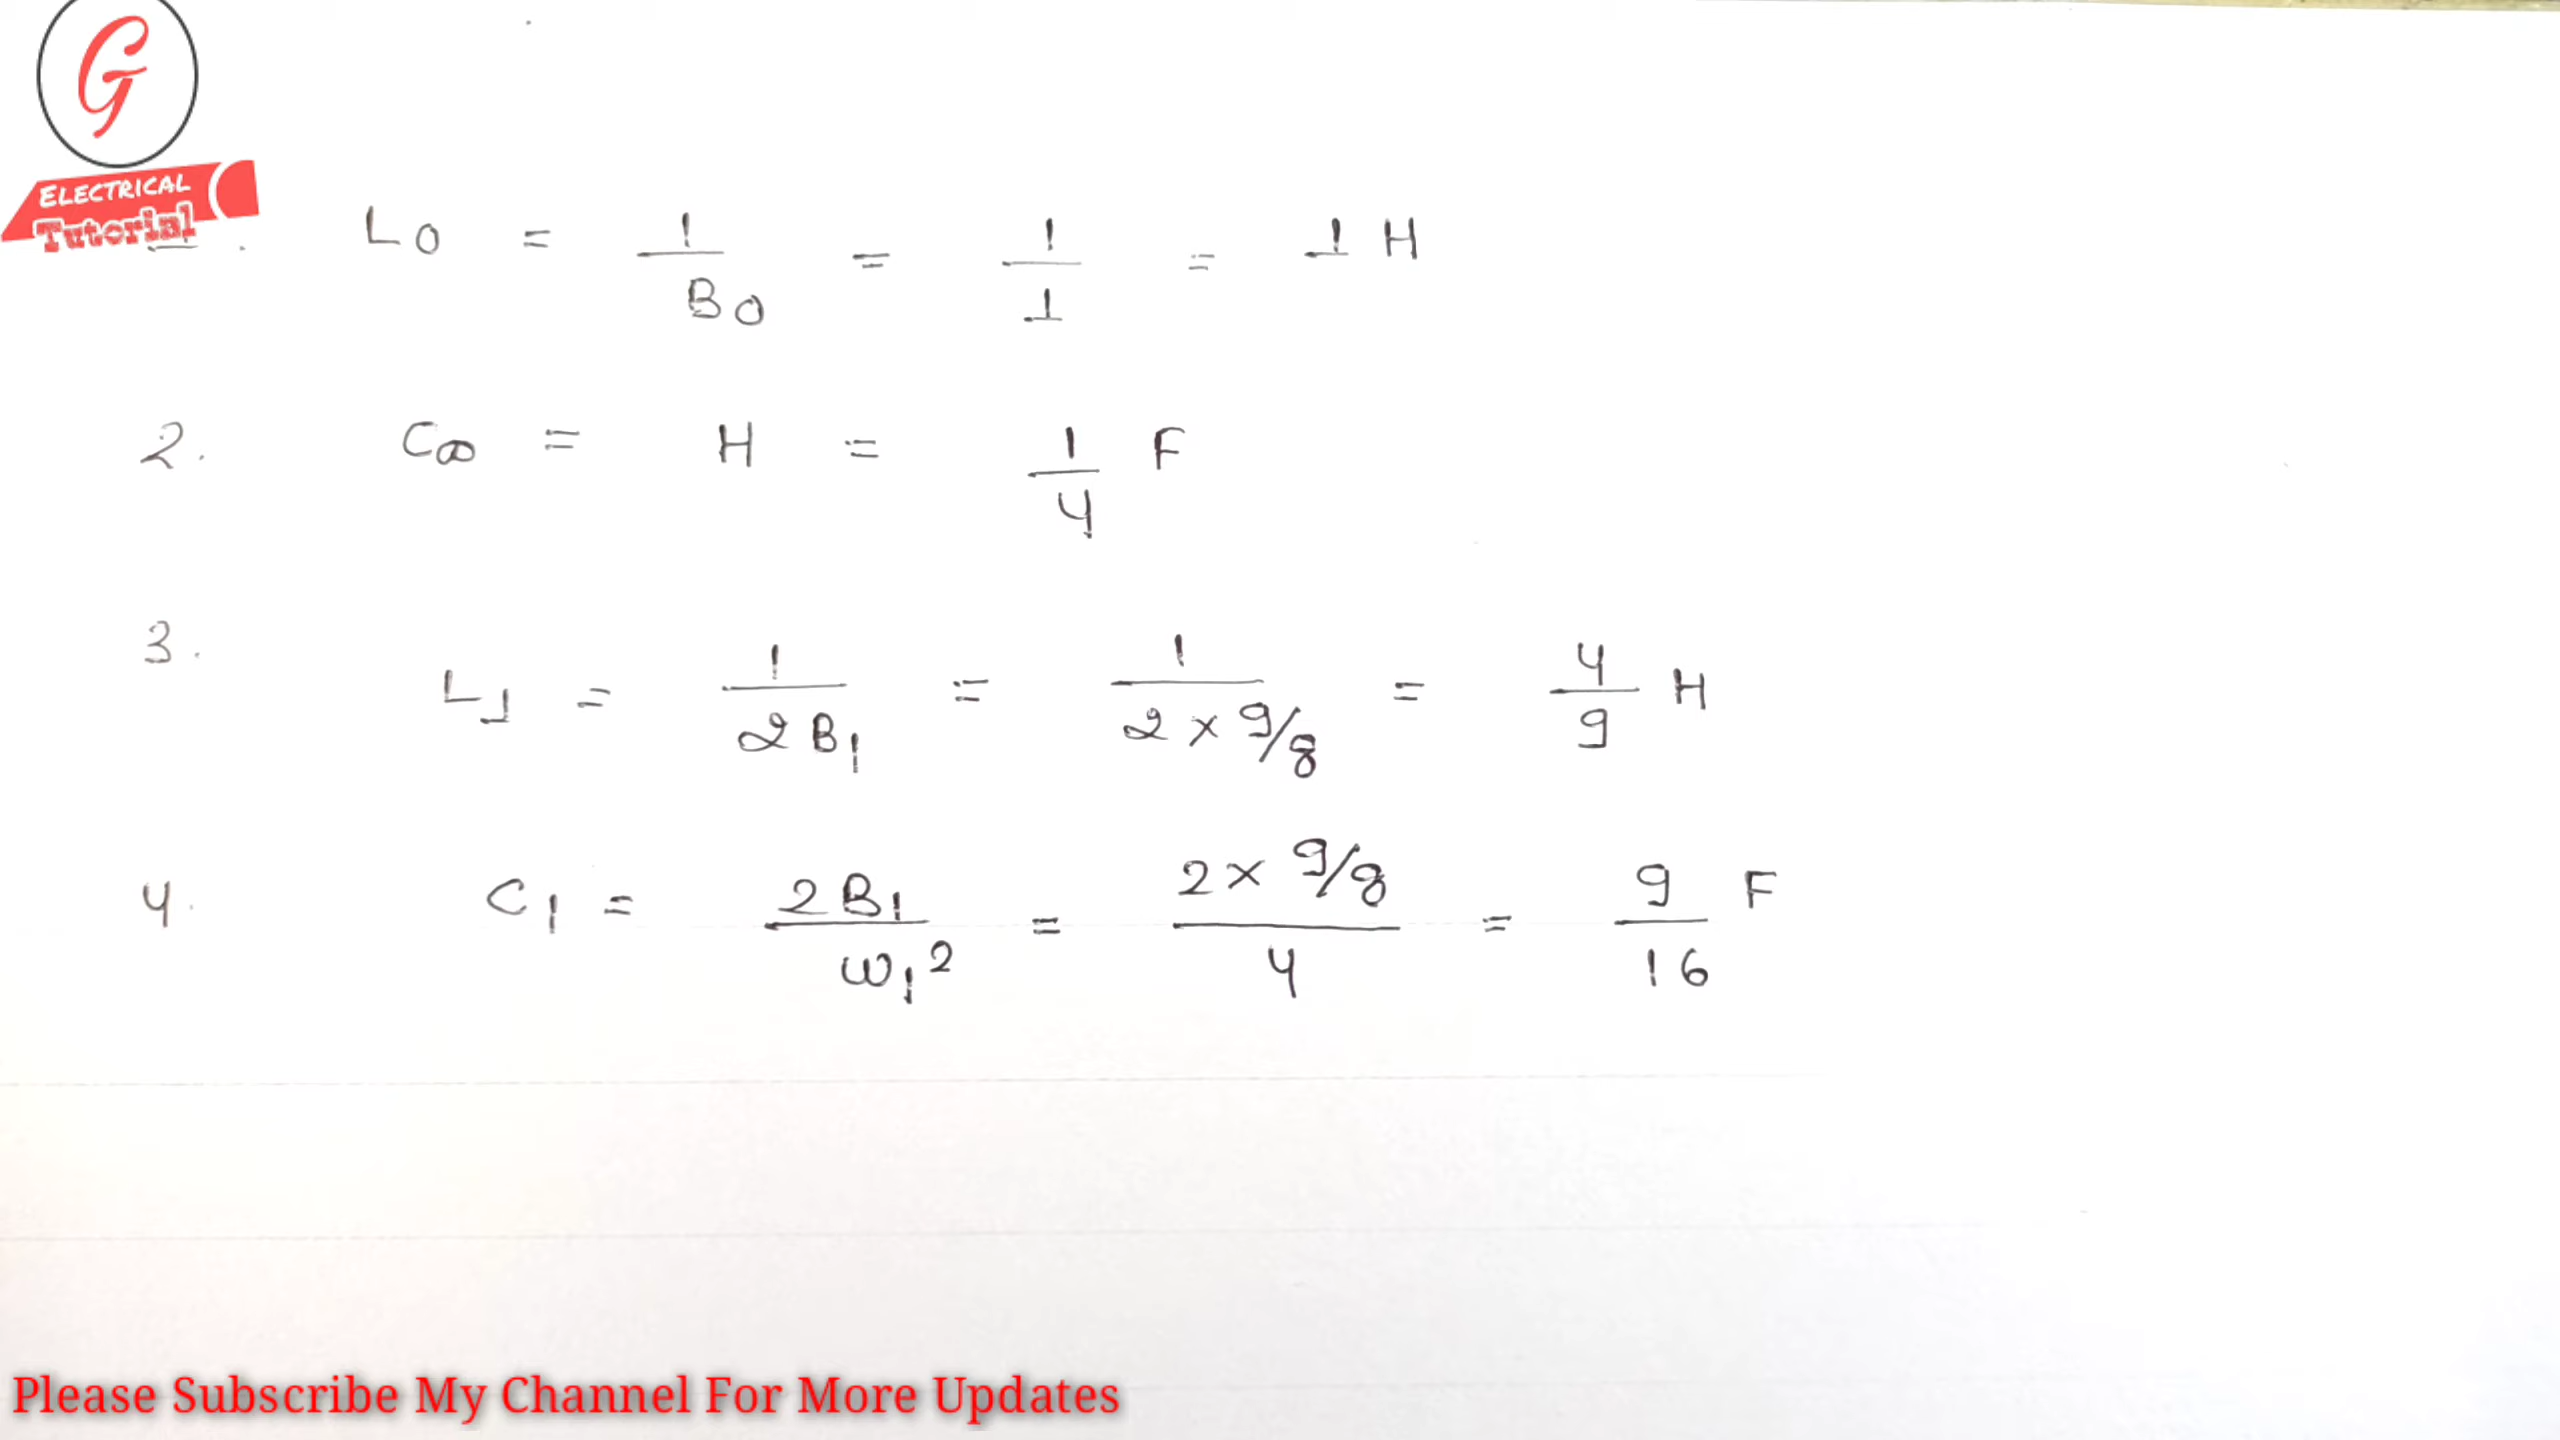 G
ELECTRICAL
Tutorial
L₀ = 1/B₀ = 1/1 = 1 H
2. C∞ = H = 1/4 F
3. L₁ = 1/2B₁ = 1/(2 × 9/8) = 4/9 H
4. C₁ = 2B₁/ω₁² = (2 × 9/8)/4 = 9/16 F
Please Subscribe My Channel For More Updates